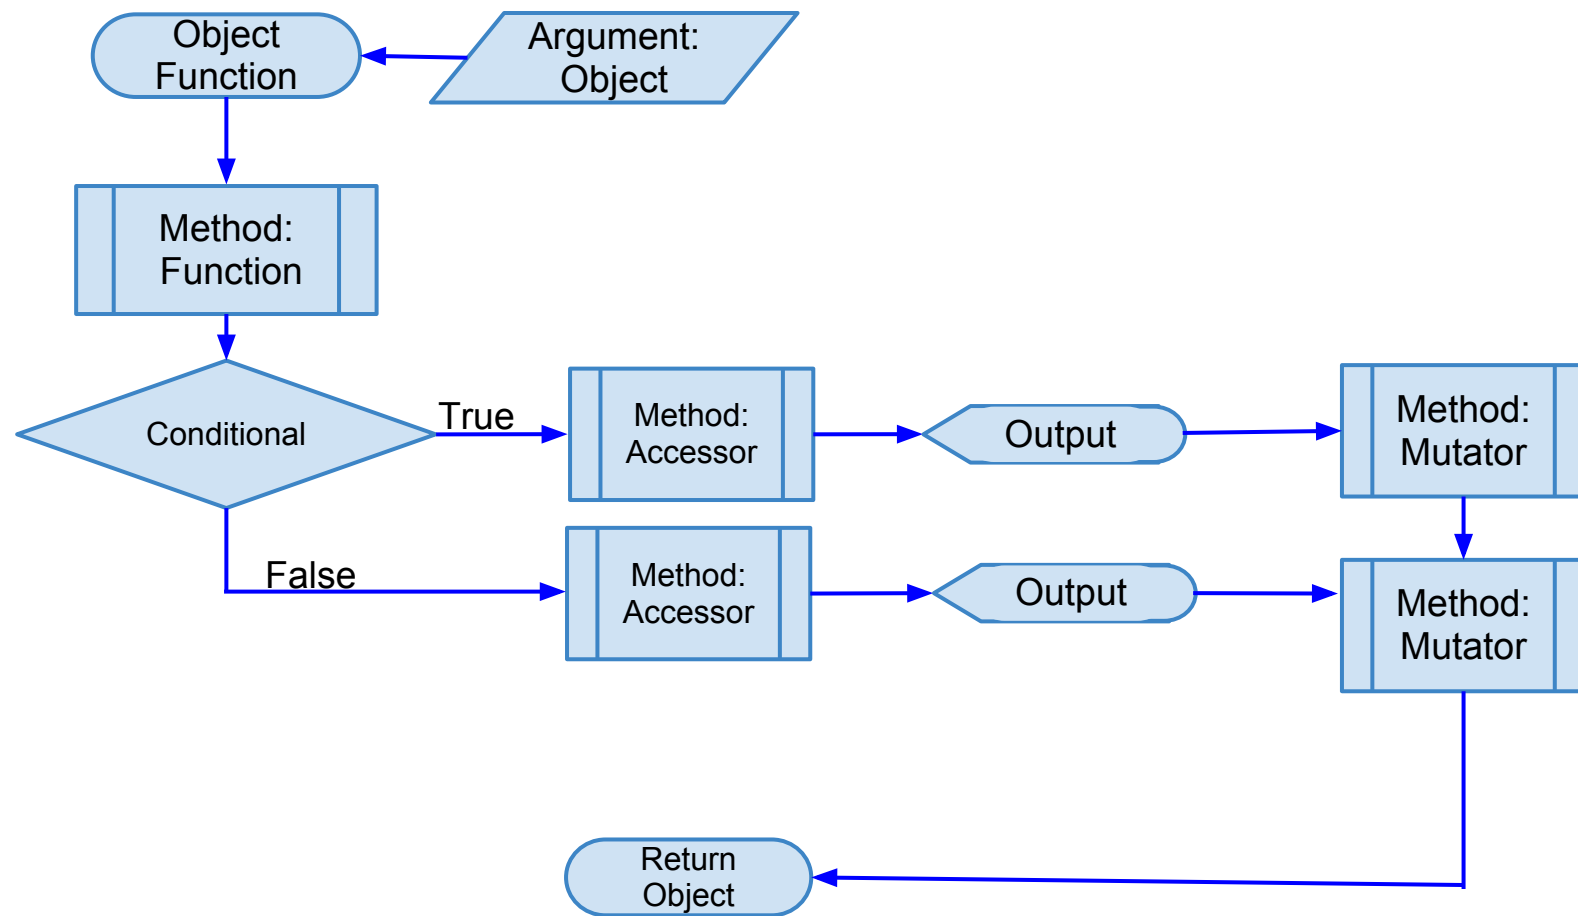 Object
Function
Argument:
Object
Method:
Function
Conditional
True
Method:
Accessor
Output
Method:
Mutator
False
Method:
Accessor
Output
Method:
Mutator
Return
Object